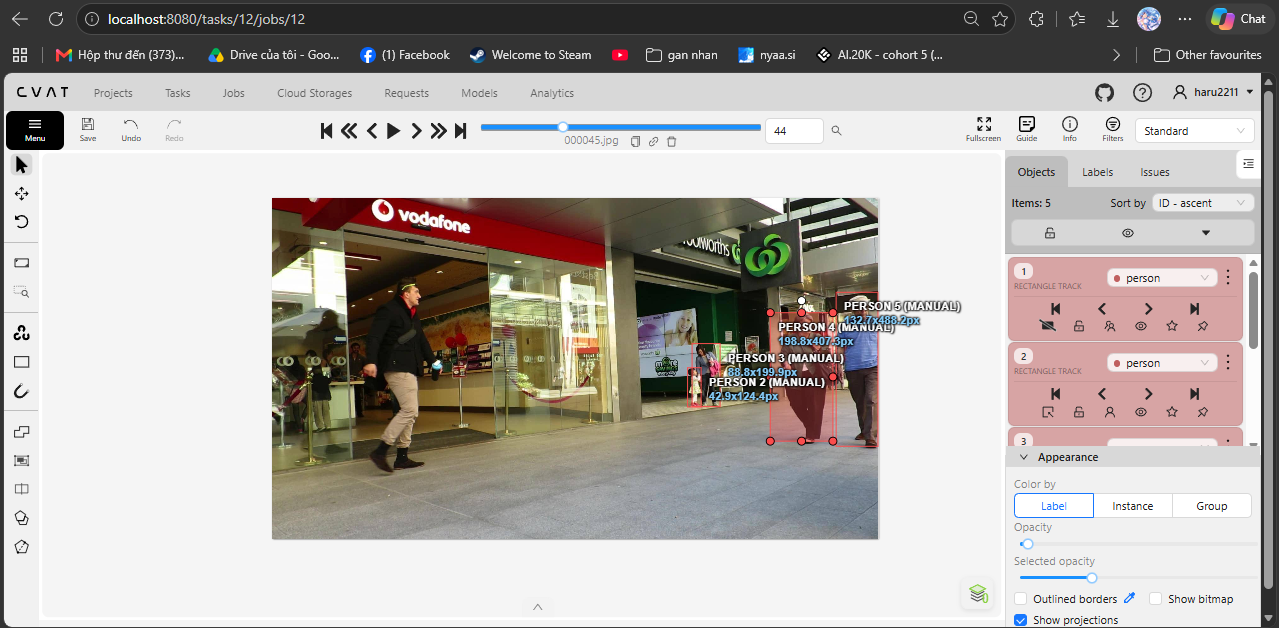 localhost:8080/tasks/12/jobs/12
Chat
Hộp thư đến (373)...
Drive của tôi - Goo...
(1) Facebook
Welcome to Steam
gan nhan
nyaa.si
AI.20K - cohort 5 (...
Other favourites
CVAT
Projects
Tasks
Jobs
Cloud Storages
Requests
Models
Analytics
haru2211
Menu
Save
Undo
Redo
000045.jpg
44
Fullscreen
Guide
Info
Filters
Standard
Objects
Labels
Issues
Items: 5
Sort by
ID - ascent
vodafone
oolworths
PERSON 5 (MANUAL)
132.7x488.2px
PERSON 4 (MANUAL)
198.8x407.3px
PERSON 3 (MANUAL)
88.8x199.9px
PERSON 2 (MANUAL)
42.9x124.4px
1
person
RECTANGLE TRACK
2
person
RECTANGLE TRACK
3
Appearance
Color by
Label
Instance
Group
Opacity
Selected opacity
Outlined borders
Show bitmap
Show projections